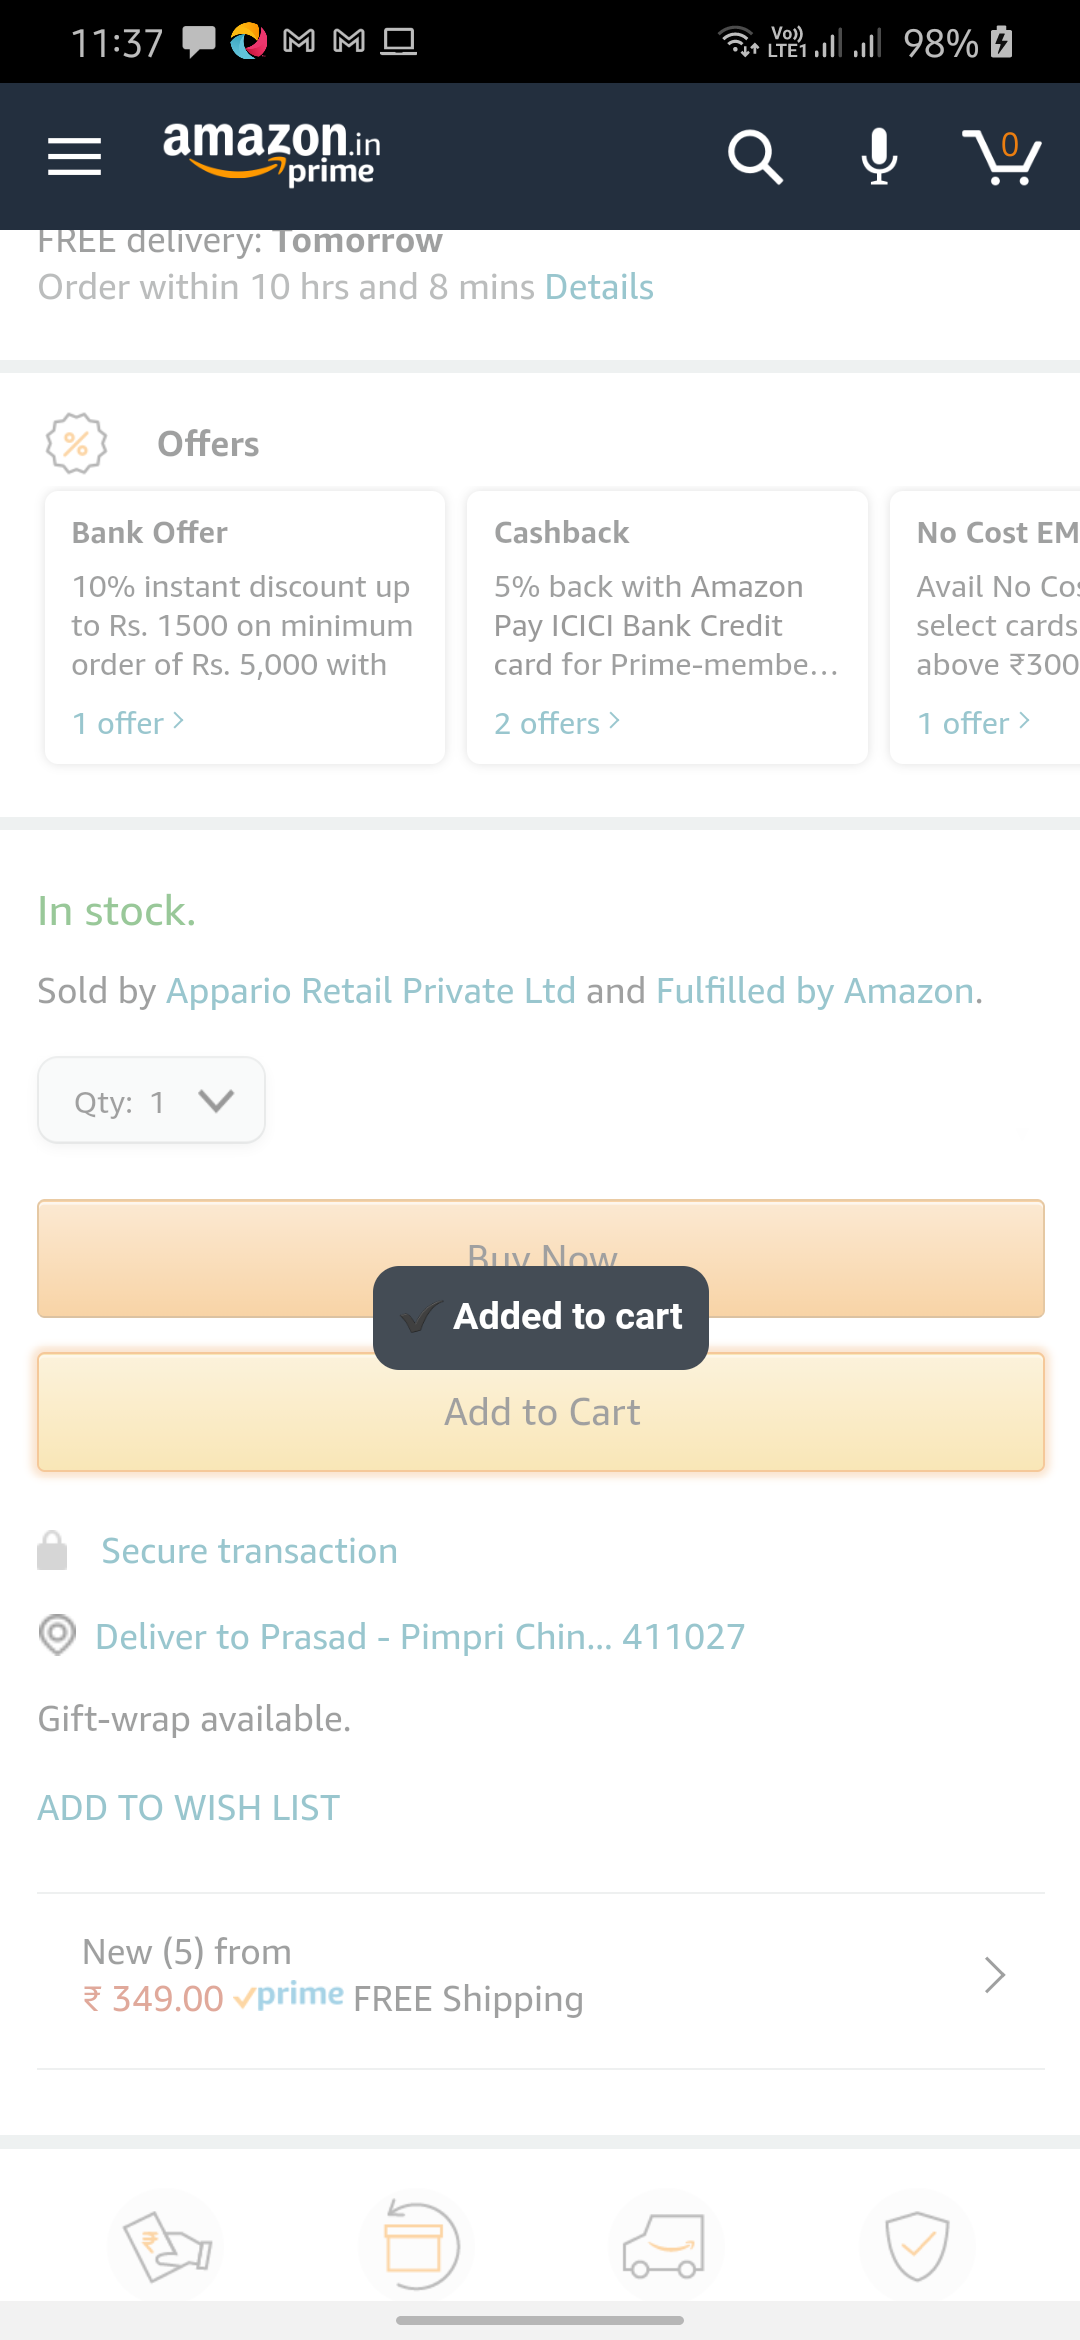 11:37
Vo)) LTE1 98%
amazon.in
prime
0
FREE delivery: Tomorrow
Order within 10 hrs and 8 mins Details
Offers
Bank Offer
10% instant discount up
to Rs. 1500 on minimum
order of Rs. 5,000 with
1 offer
Cashback
5% back with Amazon
Pay ICICI Bank Credit
card for Prime-membe...
2 offers
No Cost EM
Avail No Cos
select cards
above ₹300
1 offer
In stock.
Sold by Appario Retail Private Ltd and Fulfilled by Amazon.
Qty: 1
Buy Now
Added to cart
Add to Cart
Secure transaction
Deliver to Prasad - Pimpri Chin... 411027
Gift-wrap available.
ADD TO WISH LIST
New (5) from
₹ 349.00 prime FREE Shipping